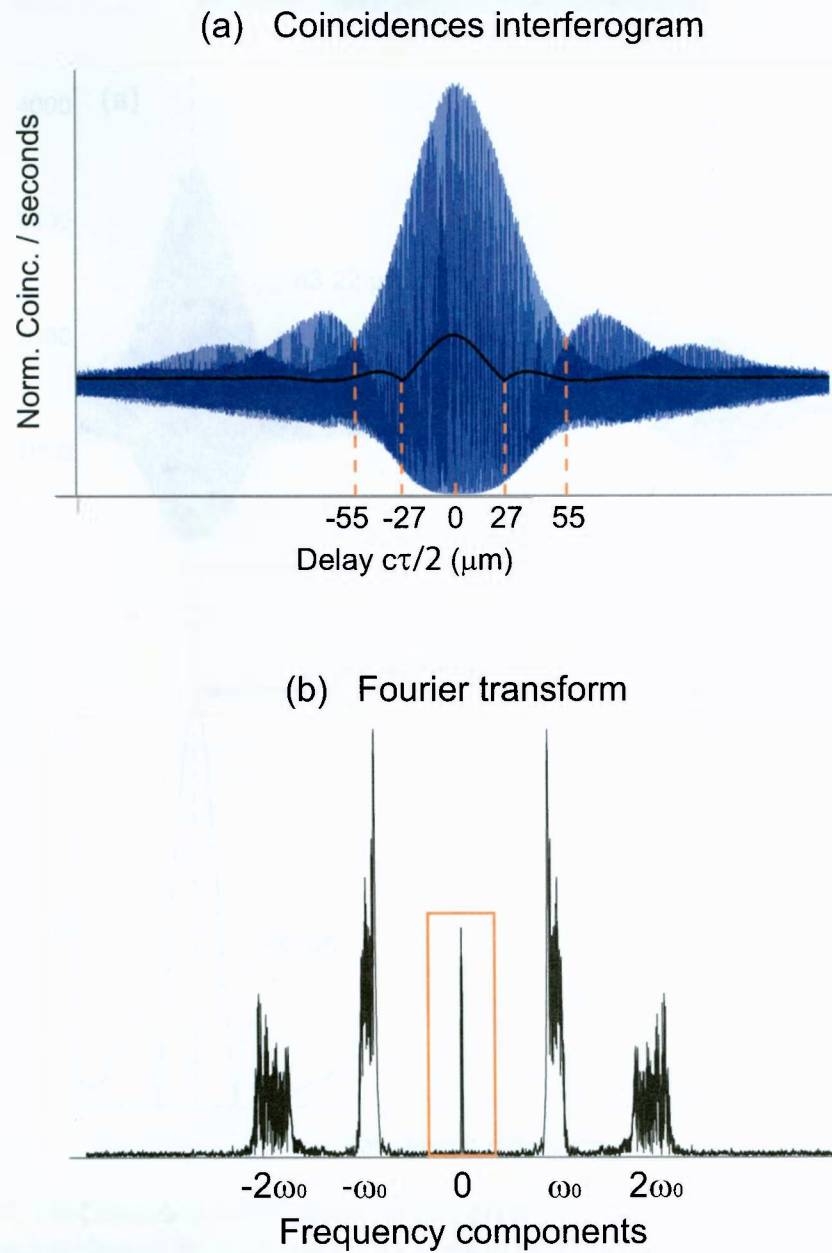 (a) Coincidences interferogram
Norm. Coinc. / seconds
-55 -27 0 27 55
Delay cτ/2 (μm)
(b) Fourier transform
-2ω₀ -ω₀ 0 ω₀ 2ω₀
Frequency components